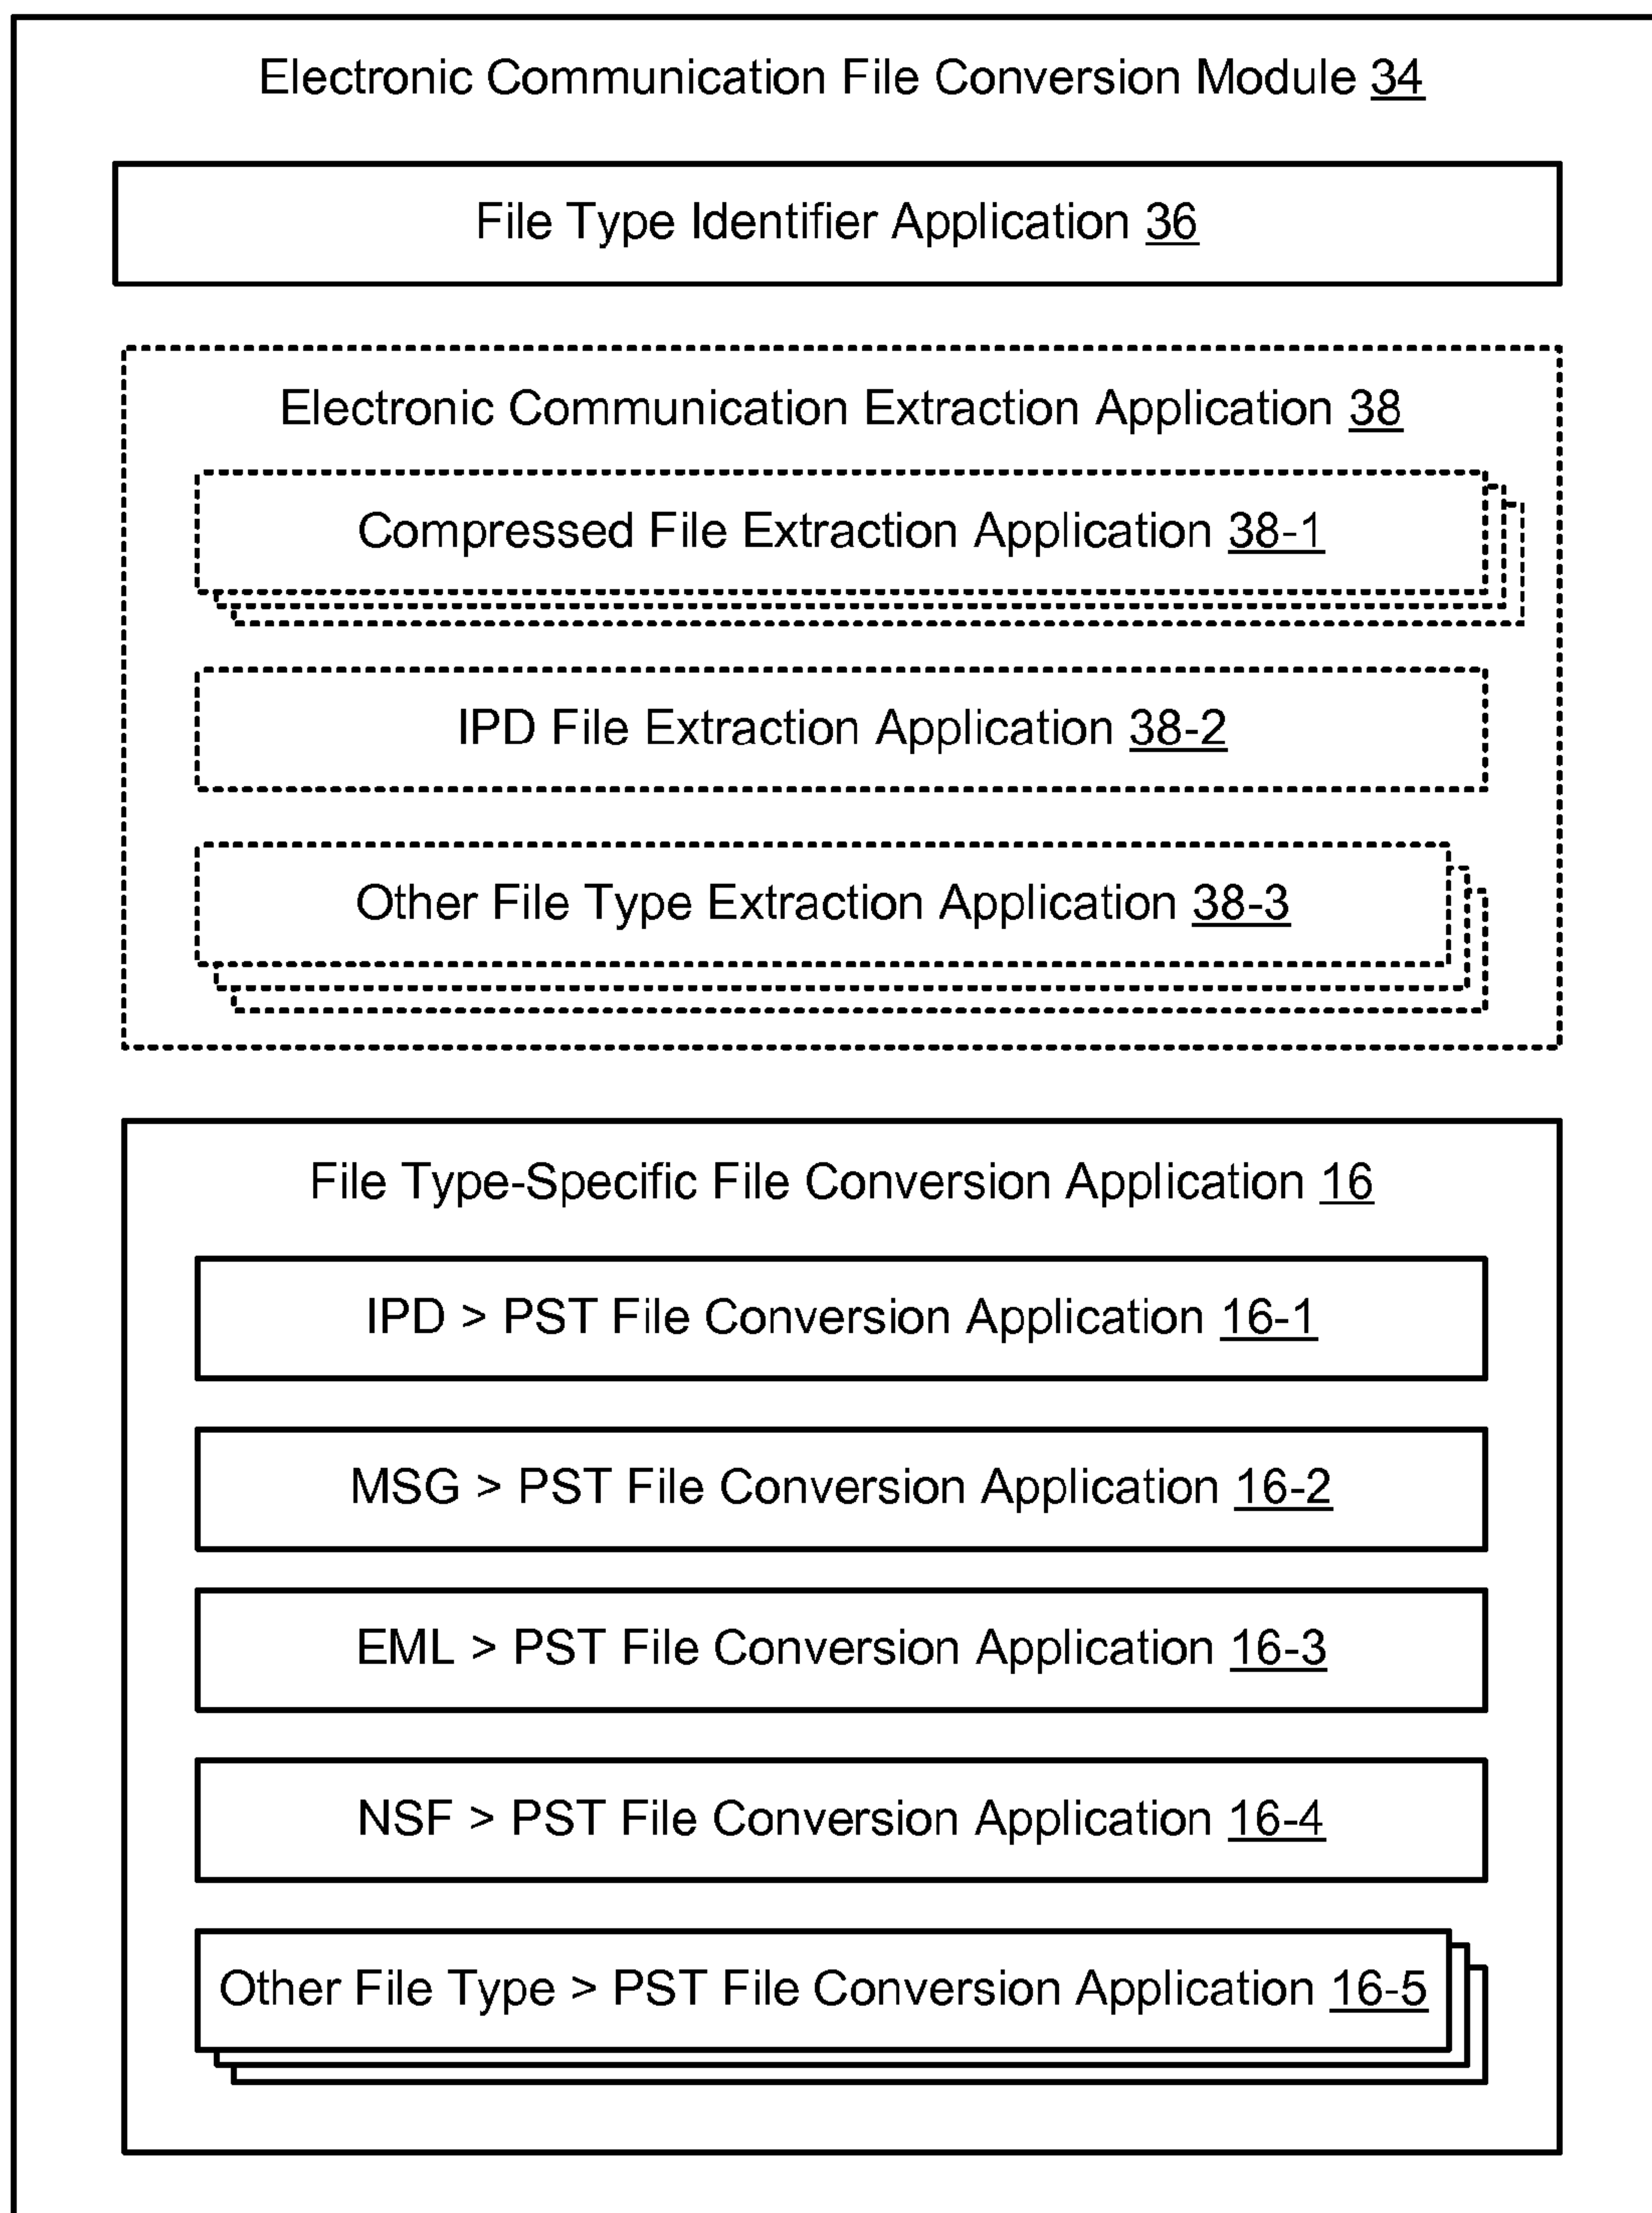 Electronic Communication File Conversion Module 34
File Type Identifier Application 36
Electronic Communication Extraction Application 38
Compressed File Extraction Application 38-1
IPD File Extraction Application 38-2
Other File Type Extraction Application 38-3
File Type-Specific File Conversion Application 16
IPD > PST File Conversion Application 16-1
MSG > PST File Conversion Application 16-2
EML > PST File Conversion Application 16-3
NSF > PST File Conversion Application 16-4
Other File Type > PST File Conversion Application 16-5